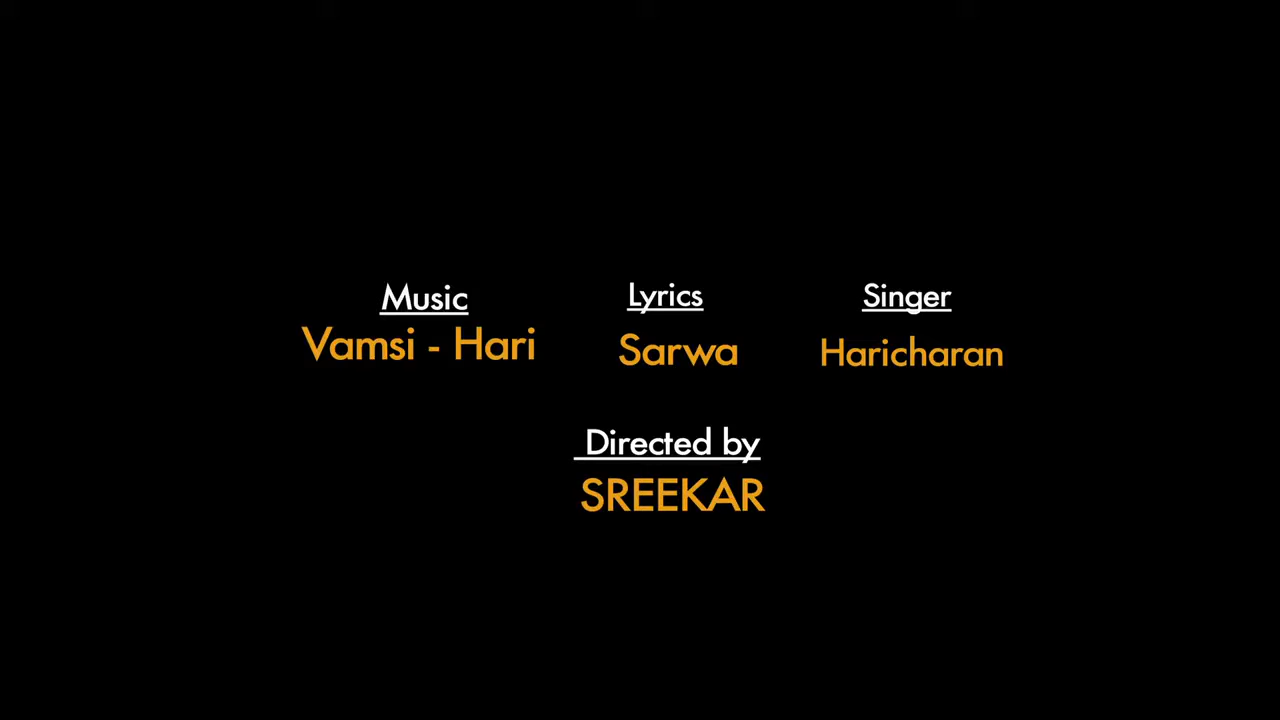 Music Lyrics Singer
Vamsi - Hari Sarwa Haricharan
Directed by
SREEKAR